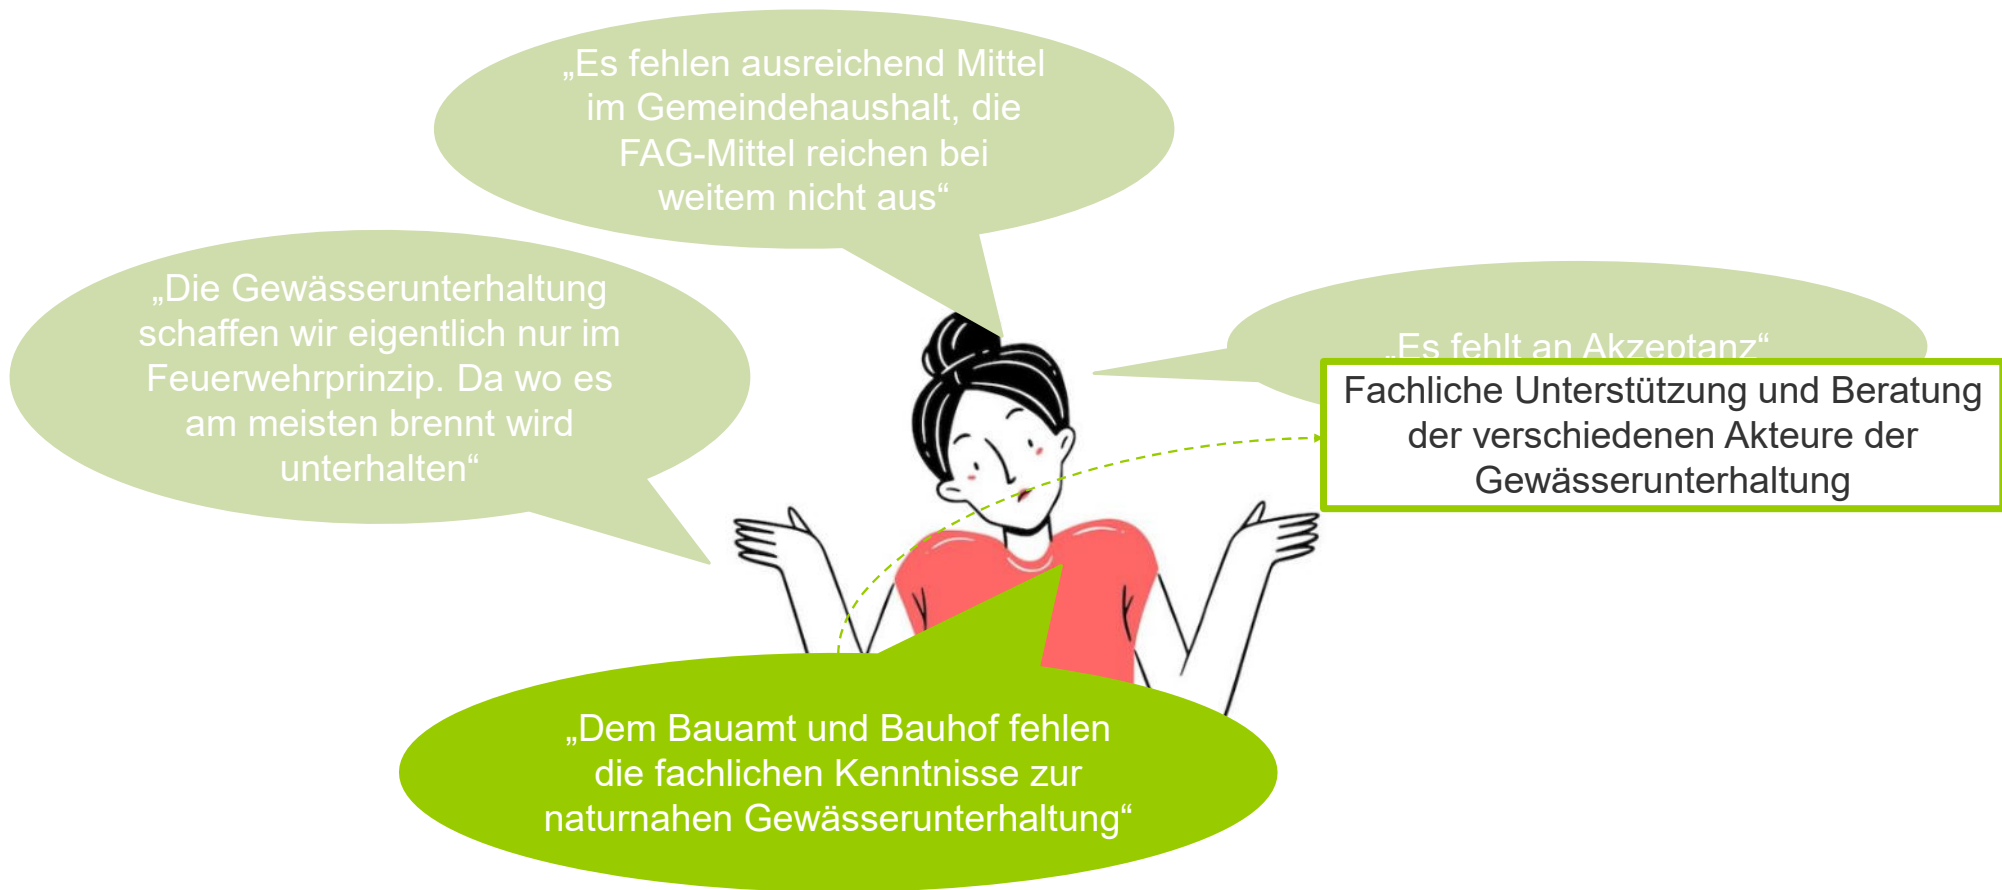 „Es fehlen ausreichend Mittel
im Gemeindehaushalt, die
FAG-Mittel reichen bei
weitem nicht aus“
„Die Gewässerunterhaltung
schaffen wir eigentlich nur im
Feuerwehrprinzip. Da wo es
am meisten brennt wird
unterhalten“
„Es fehlt an Akzeptanz“
Fachliche Unterstützung und Beratung
der verschiedenen Akteure der
Gewässerunterhaltung
„Dem Bauamt und Bauhof fehlen
die fachlichen Kenntnisse zur
naturnahen Gewässerunterhaltung“